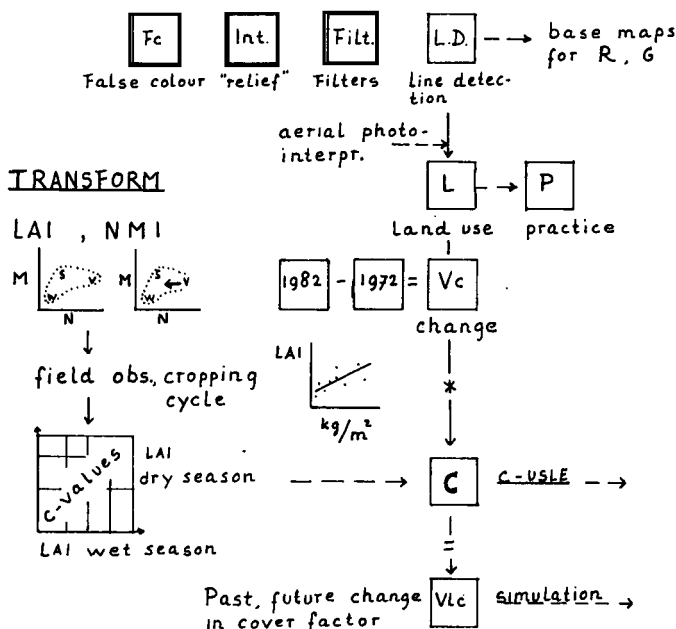 Fc
Int.
Filt.
L.D.
base maps
for R, G
False colour
"relief"
Filters
line detec-
tion
aerial photo-
interpr.
L
P
Land use
practice
TRANSFORM
LAI , NMI
M
S
V
W
N
M
S
V
W
N
1982 - 1972 = Vc
change
field obs., cropping
cycle
LAI
kg/m²
*
C-values
LAI
dry season
LAI wet season
C
C-USLE
=
Past, future change
in cover factor
Vlc
simulation